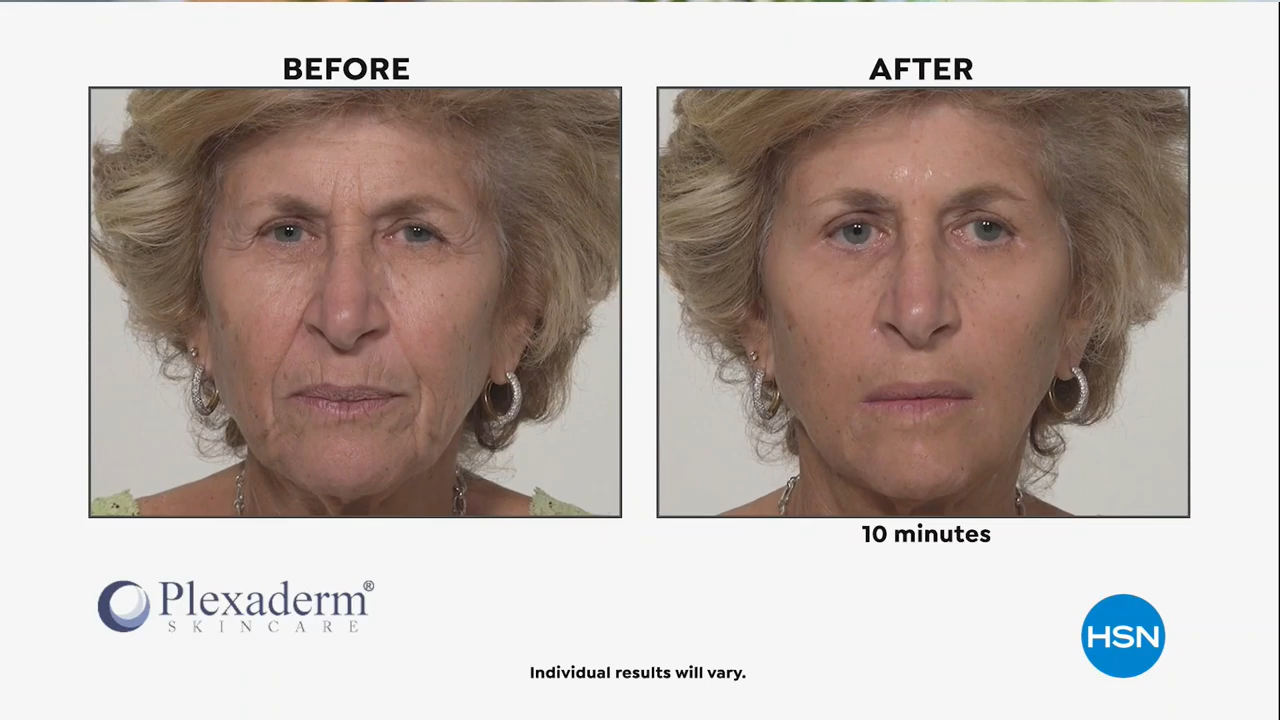 BEFORE
AFTER
10 minutes
Plexaderm®
SKINCARE
HSN
Individual results will vary.